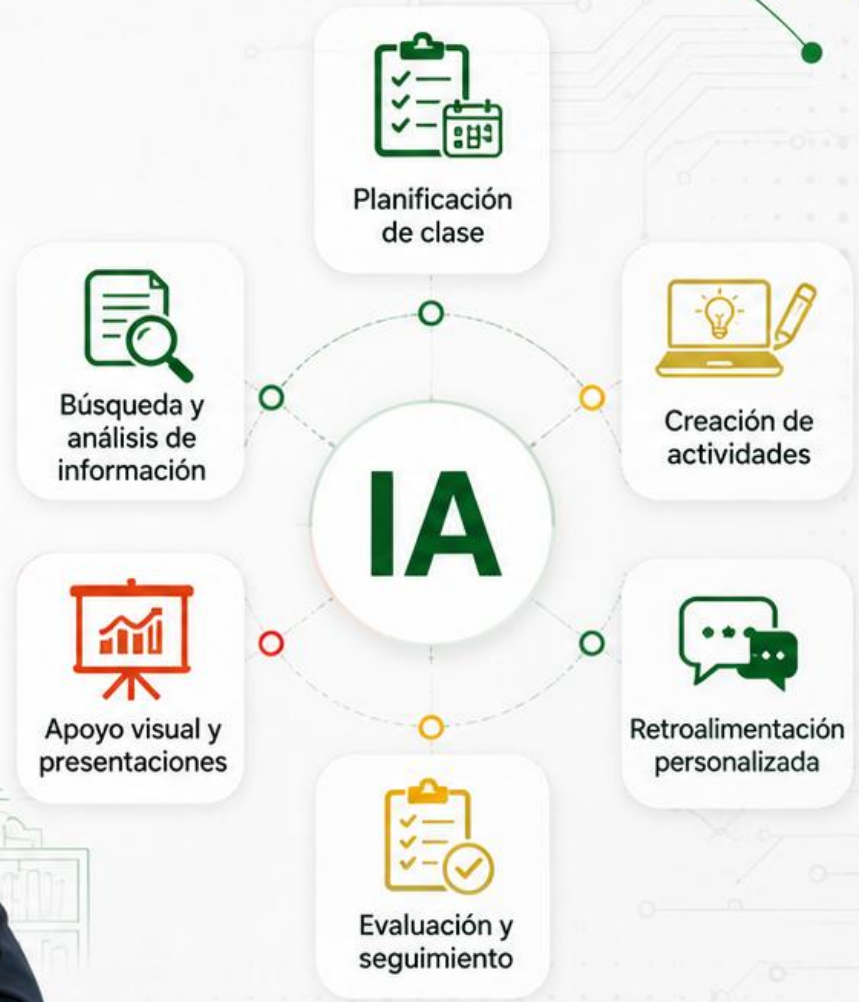 Planificación
de clase
Búsqueda y
análisis de
información
Creación de
actividades
IA
Apoyo visual y
presentaciones
Retroalimentación
personalizada
Evaluación y
seguimiento